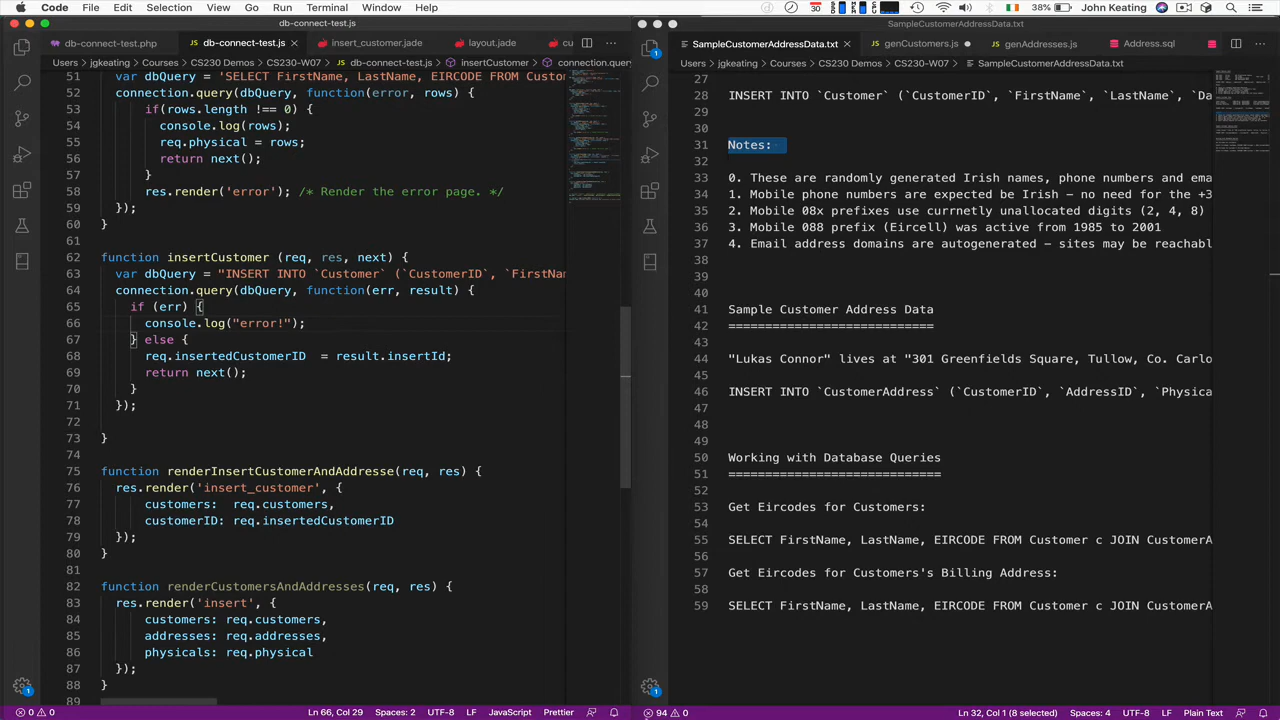 Code File Edit Selection View Go Run Terminal Window Help 30 38% John Keating
db-connect-test.js
SampleCustomerAddressData.txt
db-connect-test.php db-connect-test.js insert_customer.jade layout.jade cu
Users > jgkeating > Courses > CS230 Demos > CS230-W07 > db-connect-test.js > insertCustomer > connection.query
51 var dbQuery = 'SELECT FirstName, LastName, EIRCODE FROM Custo
52 connection.query(dbQuery, function(error, rows) {
53 if(rows.length !== 0) {
54 console.log(rows);
55 req.physical = rows;
56 return next();
57 }
58 res.render('error'); /* Render the error page. */
59 });
60 }
61
62 function insertCustomer (req, res, next) {
63 var dbQuery = "INSERT INTO `Customer` (`CustomerID`, `FirstNam
64 connection.query(dbQuery, function(err, result) {
65 if (err) {
66 console.log("error!");
67 } else {
68 req.insertedCustomerID = result.insertId;
69 return next();
70 }
71 });
72
73 }
74
75 function renderInsertCustomerAndAddresse(req, res) {
76 res.render('insert_customer', {
77 customers: req.customers,
78 customerID: req.insertedCustomerID
79 });
80 }
81
82 function renderCustomersAndAddresses(req, res) {
83 res.render('insert', {
84 customers: req.customers,
85 addresses: req.addresses,
86 physicals: req.physical
87 });
88 }
89
0 0 Ln 66, Col 29 Spaces: 2 UTF-8 LF JavaScript Prettier
SampleCustomerAddressData.txt genCustomers.js genAddresses.js Address.sql
Users > jgkeating > Courses > CS230 Demos > CS230-W07 > SampleCustomerAddressData.txt
27
28 INSERT INTO `Customer` (`CustomerID`, `FirstName`, `LastName`, `Da
29
30
31 Notes:
32
33 0. These are randomly generated Irish names, phone numbers and ema
34 1. Mobile phone numbers are expected be Irish – no need for the +3
35 2. Mobile 08x prefixes use currnetly unallocated digits (2, 4, 8)
36 3. Mobile 088 prefix (Eircell) was active from 1985 to 2001
37 4. Email address domains are autogenerated – sites may be reachabl
38
39
40
41 Sample Customer Address Data
42 ============================
43
44 "Lukas Connor" lives at "301 Greenfields Square, Tullow, Co. Carlo
45
46 INSERT INTO `CustomerAddress` (`CustomerID`, `AddressID`, `Physica
47
48
49
50 Working with Database Queries
51 =============================
52
53 Get Eircodes for Customers:
54
55 SELECT FirstName, LastName, EIRCODE FROM Customer c JOIN CustomerA
56
57 Get Eircodes for Customers's Billing Address:
58
59 SELECT FirstName, LastName, EIRCODE FROM Customer c JOIN CustomerA
94 0 Ln 32, Col 1 (8 selected) Spaces: 4 UTF-8 LF Plain Text